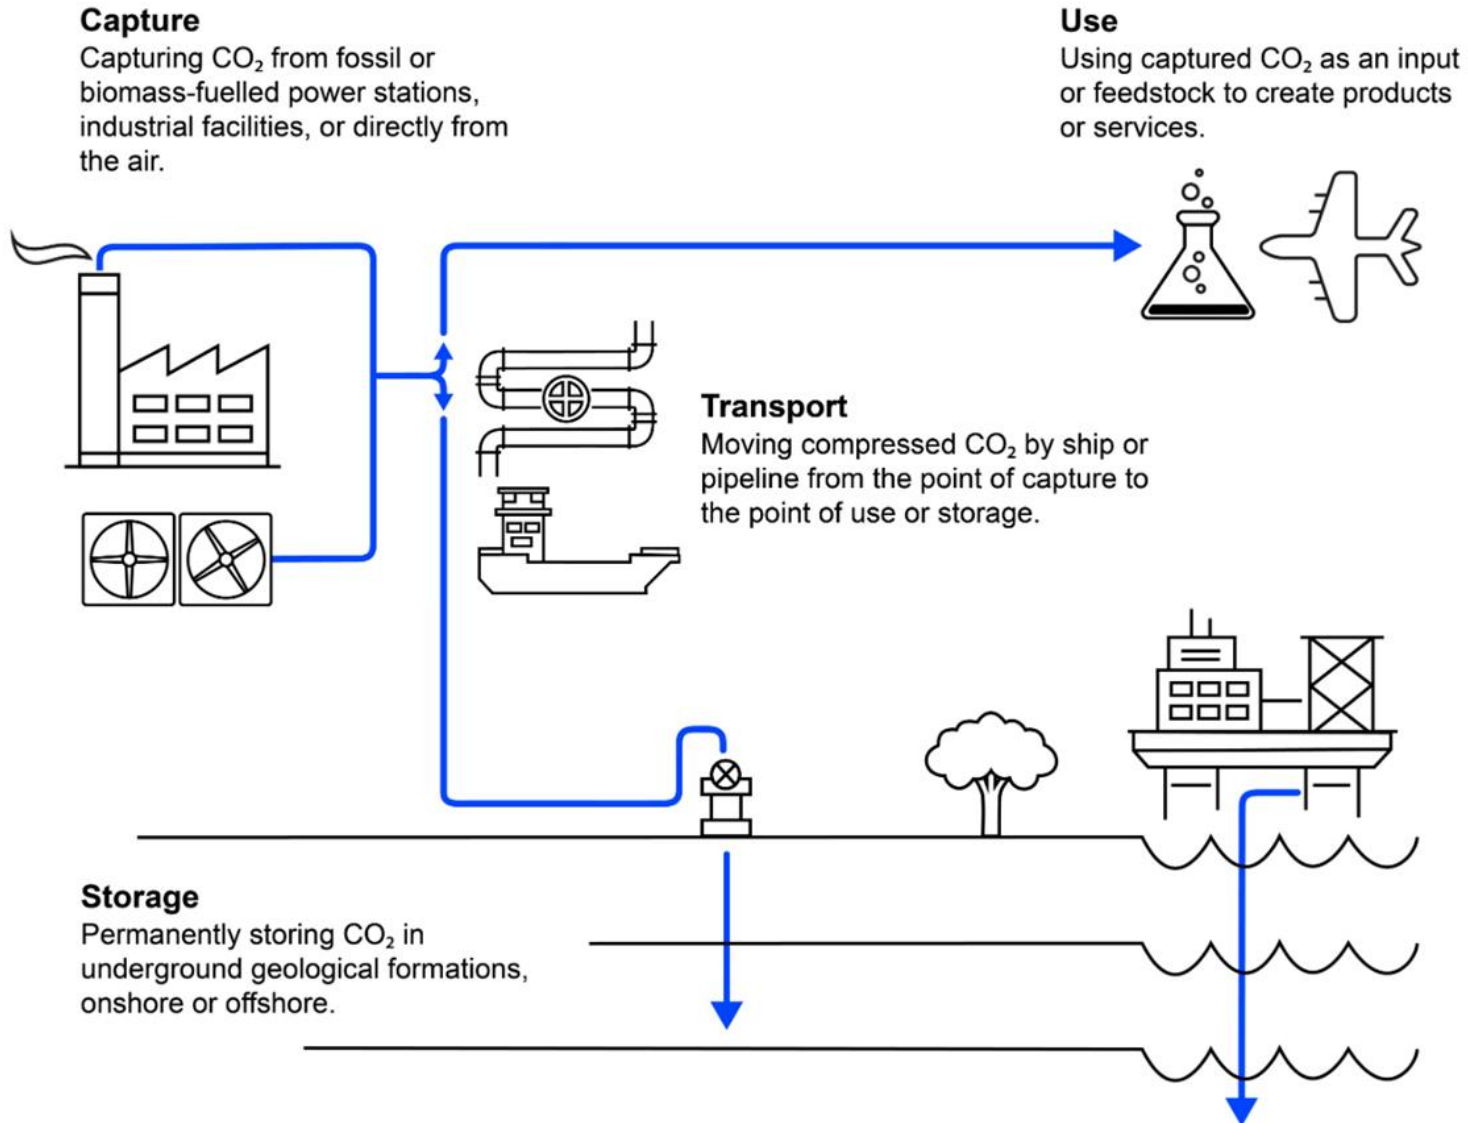 Capture
Capturing CO₂ from fossil or
biomass-fuelled power stations,
industrial facilities, or directly from
the air.
Use
Using captured CO₂ as an input
or feedstock to create products
or services.
Transport
Moving compressed CO₂ by ship or
pipeline from the point of capture to
the point of use or storage.
Storage
Permanently storing CO₂ in
underground geological formations,
onshore or offshore.